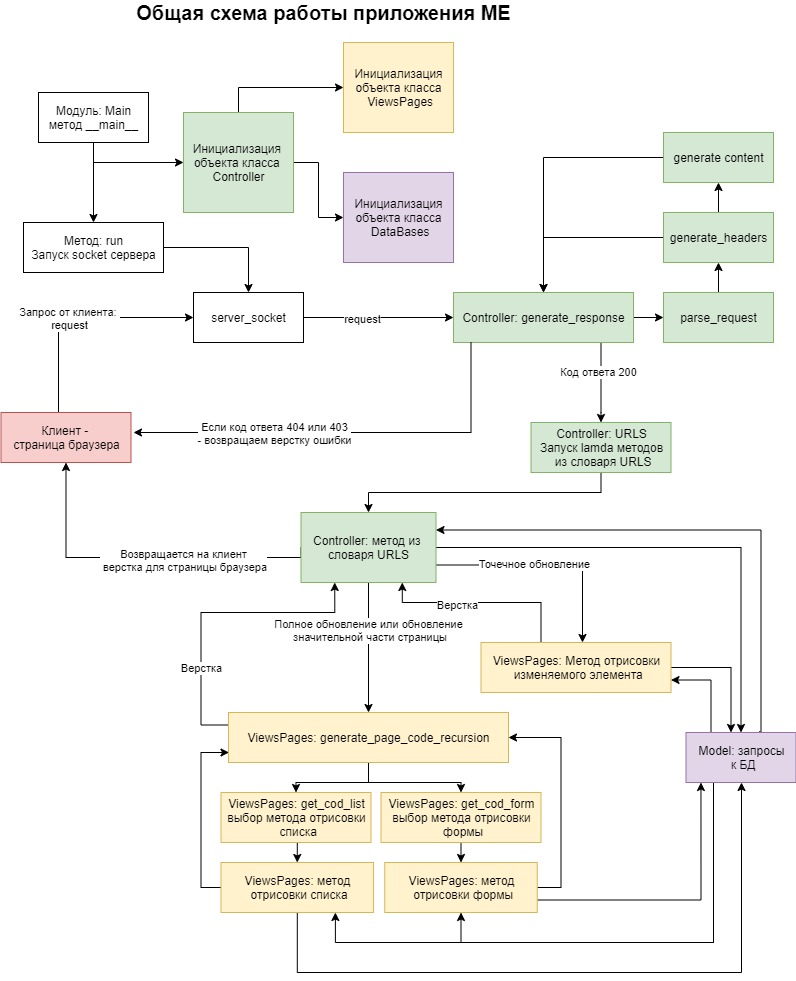 Общая схема работы приложения ME
Инициализация
объекта класса
ViewsPages
Модуль: Main
метод __main__
Инициализация
объекта класса
Controller
generate content
Инициализация
объекта класса
DataBases
generate_headers
Метод: run
Запуск socket сервера
Запрос от клиента:
request
server_socket
request
Controller: generate_response
parse_request
Код ответа 200
Клиент -
страница браузера
Если код ответа 404 или 403
- возвращаем верстку ошибки
Controller: URLS
Запуск lamda методов
из словаря URLS
Controller: метод из
словаря URLS
Возвращается на клиент
верстка для страницы браузера
Точечное обновление
Верстка
Полное обновление или обновление
значительной части страницы
Верстка
ViewsPages: Метод отрисовки
изменяемого элемента
ViewsPages: generate_page_code_recursion
Model: запросы
к БД
ViewsPages: get_cod_list
выбор метода отрисовки
списка
ViewsPages: get_cod_form
выбор метода отрисовки
формы
ViewsPages: метод
отрисовки списка
ViewsPages: метод
отрисовки формы